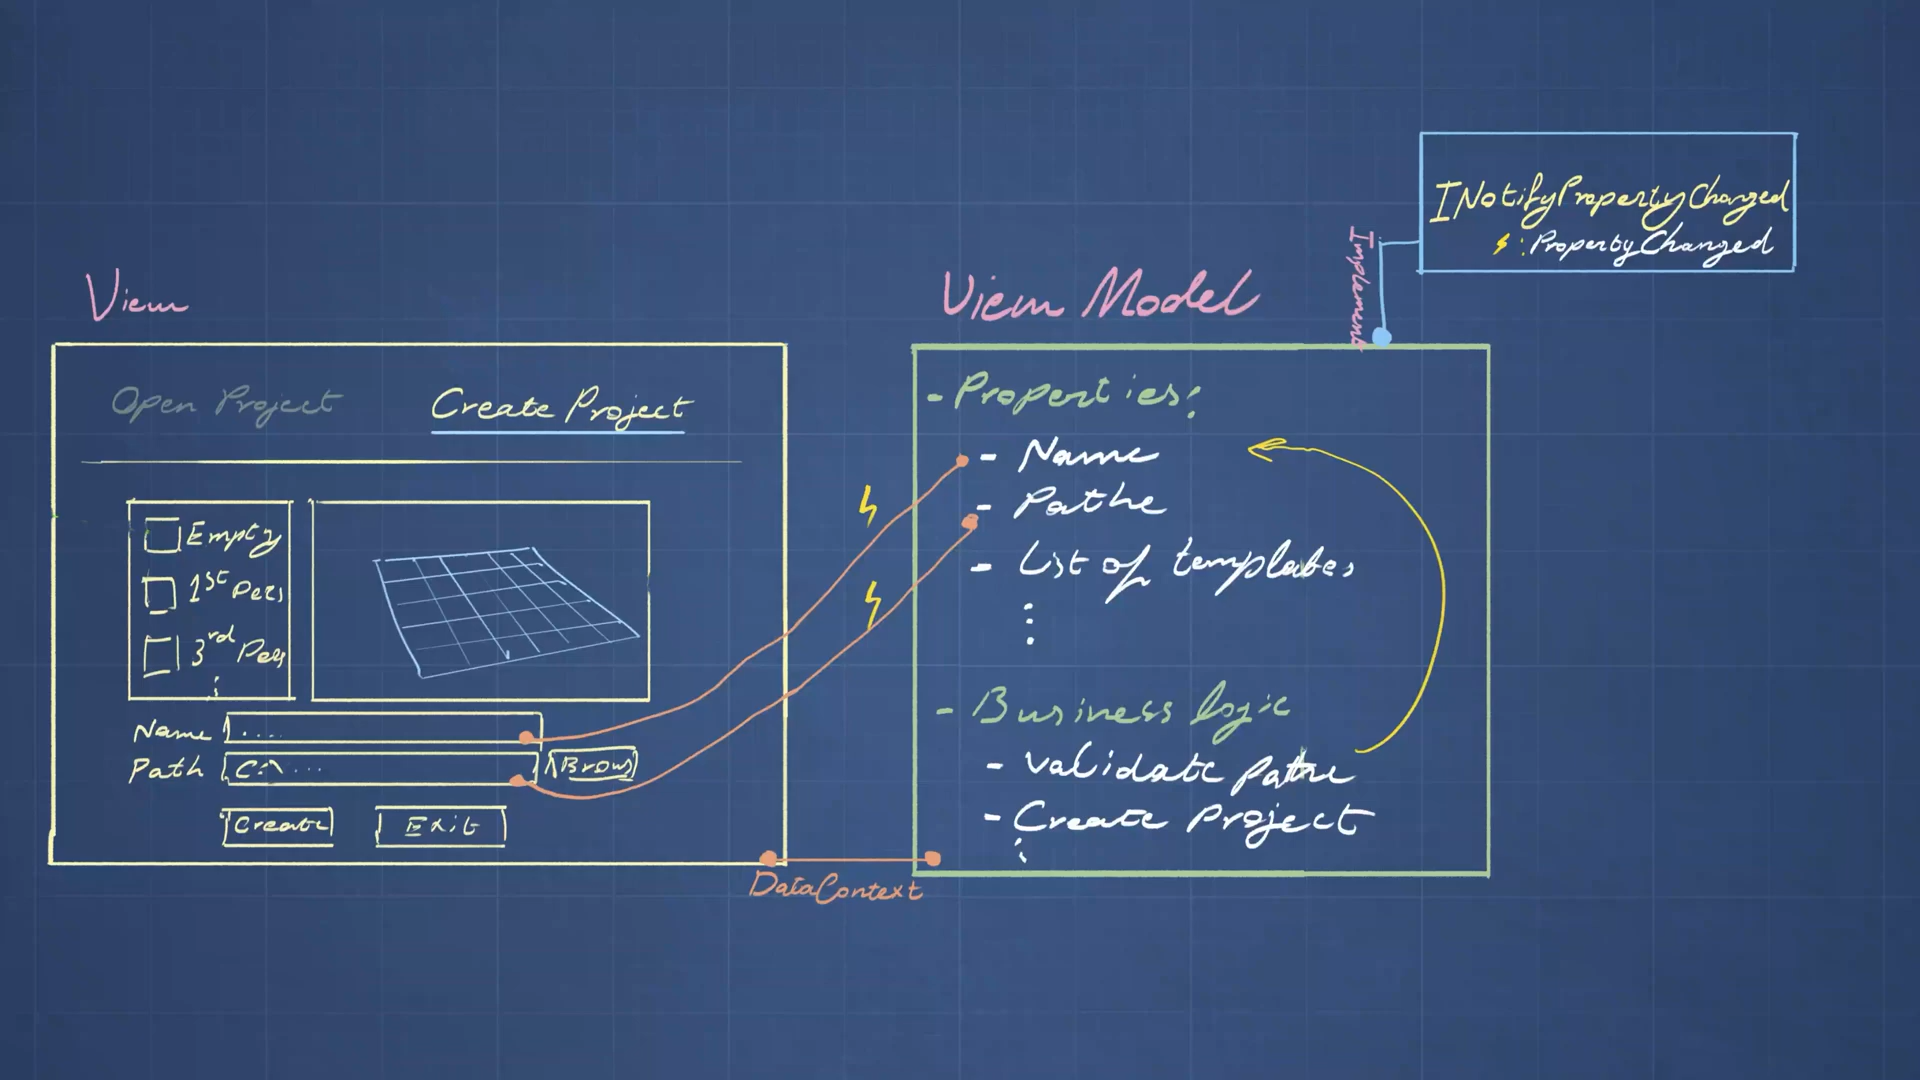 INotifyPropertyChanged
⚡: PropertyChanged
Implement
View
View Model
Open Project
Create Project
Empty
1st Pers
3rd Pers
Name ....
Path C:\ ...
Brows
Create
Exit
DataContext
- Properties:
- Name
- Pathe
- List of templates
- Business logic
- validate pathe
- Create Project